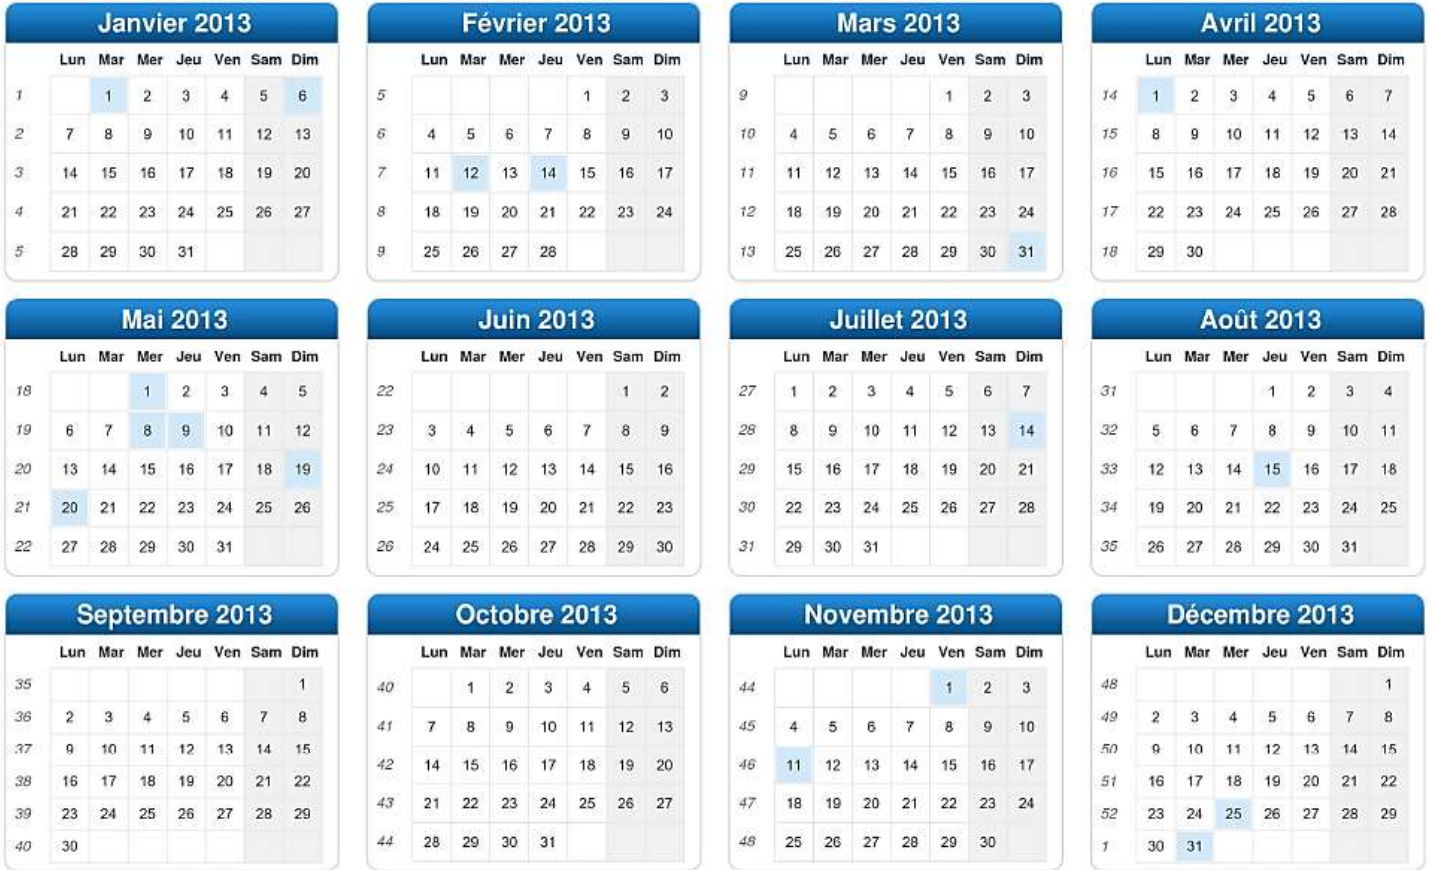 Janvier 2013
Lun Mar Mer Jeu Ven Sam Dim
1 1 2 3 4 5 6
2 7 8 9 10 11 12 13
3 14 15 16 17 18 19 20
4 21 22 23 24 25 26 27
5 28 29 30 31
Février 2013
Lun Mar Mer Jeu Ven Sam Dim
5 1 2 3
6 4 5 6 7 8 9 10
7 11 12 13 14 15 16 17
8 18 19 20 21 22 23 24
9 25 26 27 28
Mars 2013
Lun Mar Mer Jeu Ven Sam Dim
9 1 2 3
10 4 5 6 7 8 9 10
11 11 12 13 14 15 16 17
12 18 19 20 21 22 23 24
13 25 26 27 28 29 30 31
Avril 2013
Lun Mar Mer Jeu Ven Sam Dim
14 1 2 3 4 5 6 7
15 8 9 10 11 12 13 14
16 15 16 17 18 19 20 21
17 22 23 24 25 26 27 28
18 29 30
Mai 2013
Lun Mar Mer Jeu Ven Sam Dim
18 1 2 3 4 5
19 6 7 8 9 10 11 12
20 13 14 15 16 17 18 19
21 20 21 22 23 24 25 26
22 27 28 29 30 31
Juin 2013
Lun Mar Mer Jeu Ven Sam Dim
22 1 2
23 3 4 5 6 7 8 9
24 10 11 12 13 14 15 16
25 17 18 19 20 21 22 23
26 24 25 26 27 28 29 30
Juillet 2013
Lun Mar Mer Jeu Ven Sam Dim
27 1 2 3 4 5 6 7
28 8 9 10 11 12 13 14
29 15 16 17 18 19 20 21
30 22 23 24 25 26 27 28
31 29 30 31
Août 2013
Lun Mar Mer Jeu Ven Sam Dim
31 1 2 3 4
32 5 6 7 8 9 10 11
33 12 13 14 15 16 17 18
34 19 20 21 22 23 24 25
35 26 27 28 29 30 31
Septembre 2013
Lun Mar Mer Jeu Ven Sam Dim
35 1
36 2 3 4 5 6 7 8
37 9 10 11 12 13 14 15
38 16 17 18 19 20 21 22
39 23 24 25 26 27 28 29
40 30
Octobre 2013
Lun Mar Mer Jeu Ven Sam Dim
40 1 2 3 4 5 6
41 7 8 9 10 11 12 13
42 14 15 16 17 18 19 20
43 21 22 23 24 25 26 27
44 28 29 30 31
Novembre 2013
Lun Mar Mer Jeu Ven Sam Dim
44 1 2 3
45 4 5 6 7 8 9 10
46 11 12 13 14 15 16 17
47 18 19 20 21 22 23 24
48 25 26 27 28 29 30
Décembre 2013
Lun Mar Mer Jeu Ven Sam Dim
48 1
49 2 3 4 5 6 7 8
50 9 10 11 12 13 14 15
51 16 17 18 19 20 21 22
52 23 24 25 26 27 28 29
1 30 31